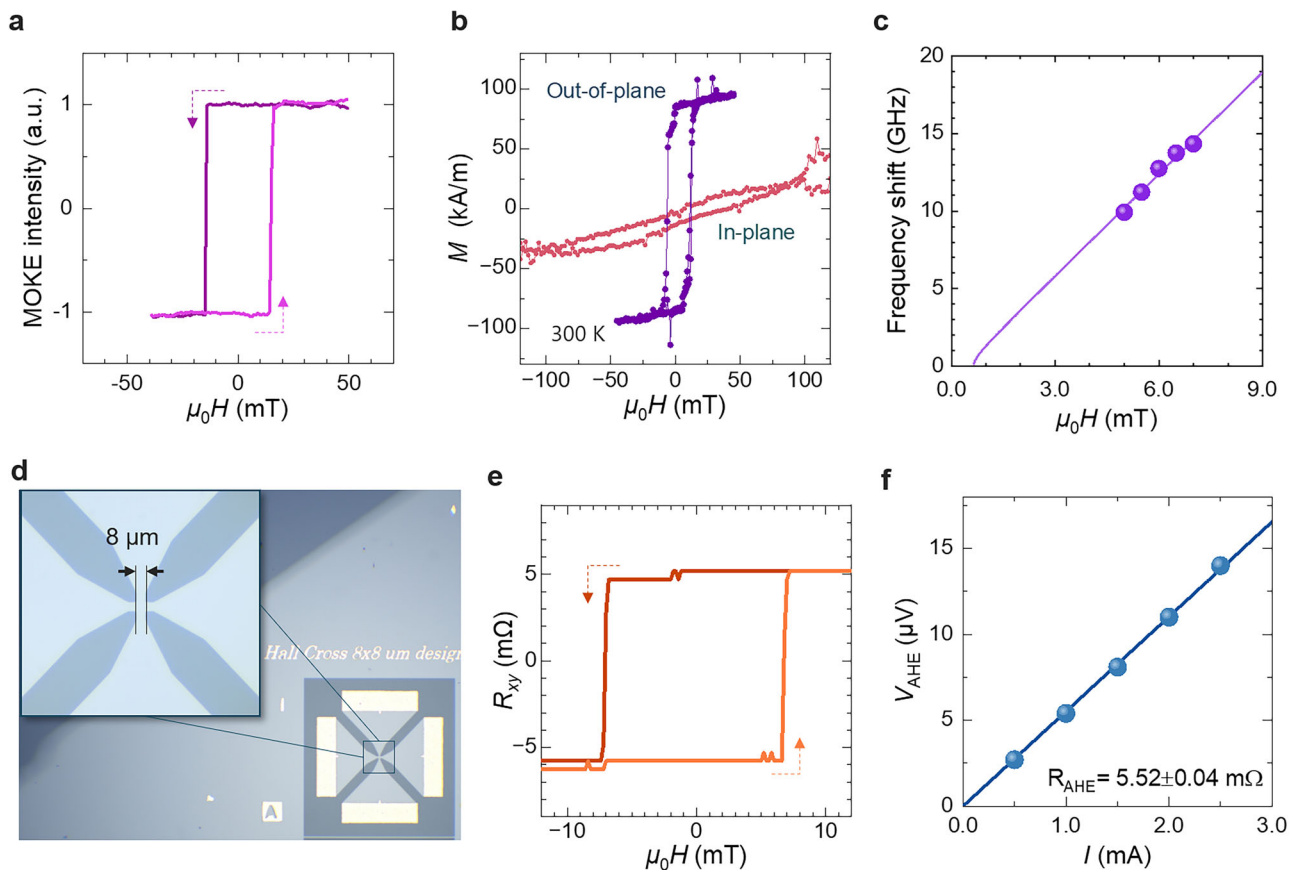 a
MOKE intensity (a.u.)
1
0
-1
-50
0
50
μ₀H (mT)
b
M (kA/m)
100
50
0
−50
−100
Out-of-plane
In-plane
300 K
−100
−50
0
50
100
μ₀H (mT)
c
Frequency shift (GHz)
20
15
10
5
0
0.0
3.0
6.0
9.0
μ₀H (mT)
d
8 µm
Hall Cross 8x8 um design
A
e
Rxy (mΩ)
5
0
−5
−10
0
10
μ₀H (mT)
f
VAHE (µV)
15
10
5
0
RAHE= 5.52±0.04 mΩ
0.0
1.0
2.0
3.0
I (mA)